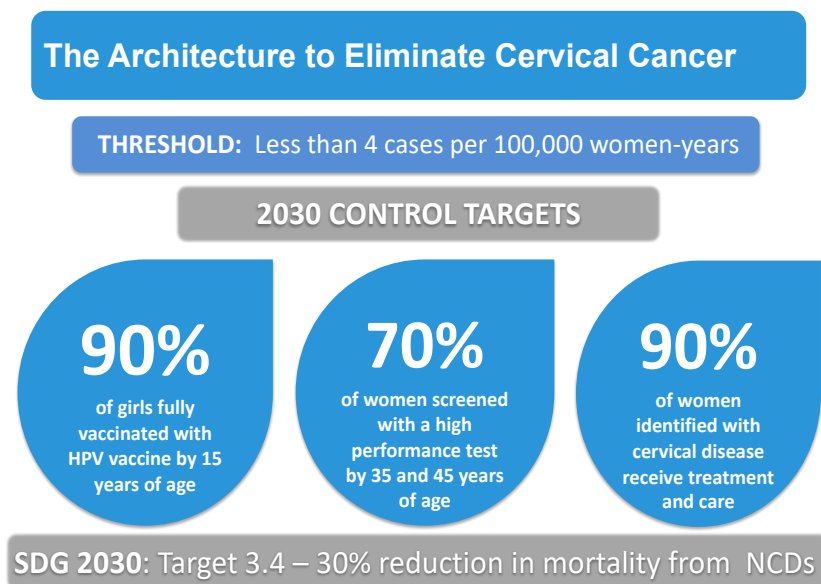 The Architecture to Eliminate Cervical Cancer
THRESHOLD: Less than 4 cases per 100,000 women-years
2030 CONTROL TARGETS
90%
of girls fully
vaccinated with
HPV vaccine by 15
years of age
70%
of women screened
with a high
performance test
by 35 and 45 years
of age
90%
of women
identified with
cervical disease
receive treatment
and care
SDG 2030: Target 3.4 – 30% reduction in mortality from NCDs